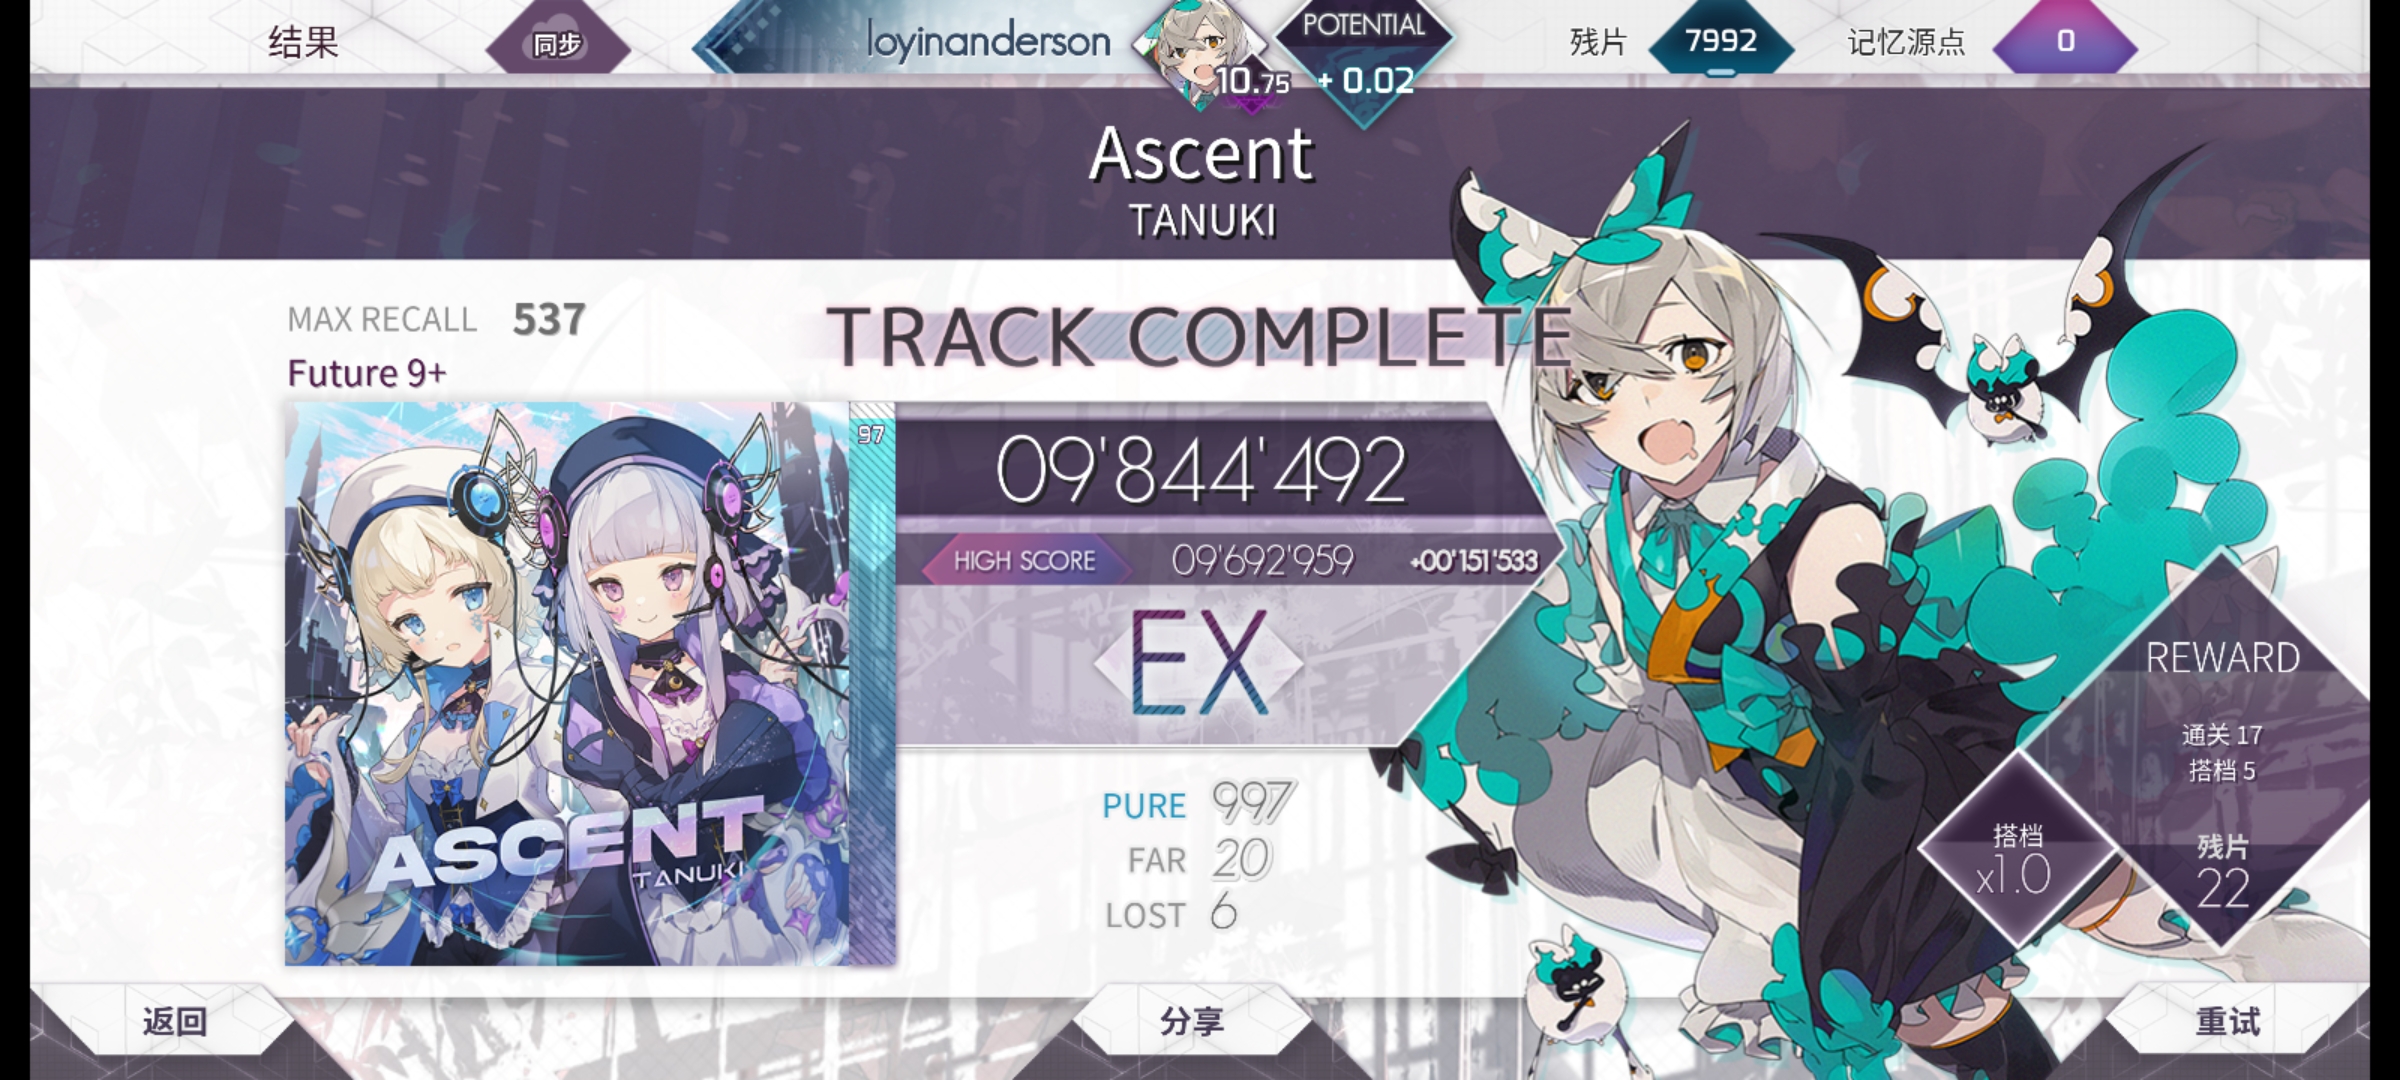 结果
同步
loyinanderson
10.75
POTENTIAL
+ 0.02
残片
7992
记忆源点
0
Ascent
TANUKI
MAX RECALL 537
Future 9+
TRACK COMPLETE
97
09'844'492
HIGH SCORE 09'692'959 +00'151'533
EX
ASCENT
TANUKI
PURE 997
FAR 20
LOST 6
REWARD
通关 17
搭档 5
搭档
x1.0
残片
22
返回
分享
重试